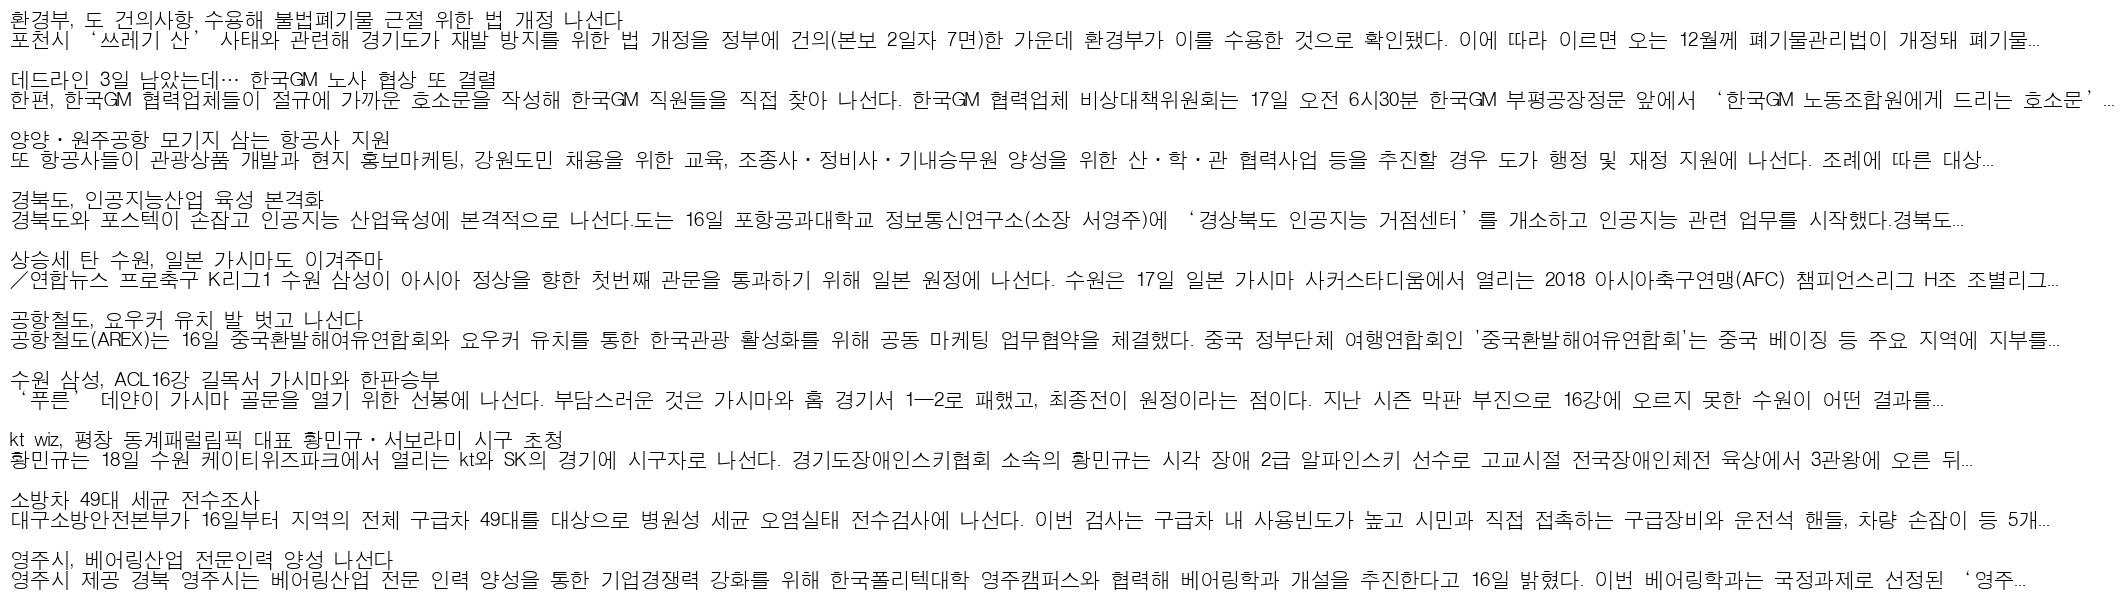 환경부, 도 건의사항 수용해 불법폐기물 근절 위한 법 개정 나선다
포천시 ‘쓰레기 산’ 사태와 관련해 경기도가 재발 방지를 위한 법 개정을 정부에 건의(본보 2일자 7면)한 가운데 환경부가 이를 수용한 것으로 확인됐다. 이에 따라 이르면 오는 12월께 폐기물관리법이 개정돼 폐기물...
데드라인 3일 남았는데… 한국GM 노사 협상 또 결렬
한편, 한국GM 협력업체들이 절규에 가까운 호소문을 작성해 한국GM 직원들을 직접 찾아 나선다. 한국GM 협력업체 비상대책위원회는 17일 오전 6시30분 한국GM 부평공장정문 앞에서 ‘한국GM 노동조합원에게 드리는 호소문’...
양양·원주공항 모기지 삼는 항공사 지원
또 항공사들이 관광상품 개발과 현지 홍보마케팅, 강원도민 채용을 위한 교육, 조종사·정비사·기내승무원 양성을 위한 산·학·관 협력사업 등을 추진할 경우 도가 행정 및 재정 지원에 나선다. 조례에 따른 대상...
경북도, 인공지능산업 육성 본격화
경북도와 포스텍이 손잡고 인공지능 산업육성에 본격적으로 나선다.도는 16일 포항공과대학교 정보통신연구소(소장 서영주)에 ‘경상북도 인공지능 거점센터’를 개소하고 인공지능 관련 업무를 시작했다.경북도...
상승세 탄 수원, 일본 가시마도 이겨주마
／연합뉴스 프로축구 K리그1 수원 삼성이 아시아 정상을 향한 첫번째 관문을 통과하기 위해 일본 원정에 나선다. 수원은 17일 일본 가시마 사커스타디움에서 열리는 2018 아시아축구연맹(AFC) 챔피언스리그 H조 조별리그...
공항철도, 요우커 유치 발 벗고 나선다
공항철도(AREX)는 16일 중국환발해여유연합회와 요우커 유치를 통한 한국관광 활성화를 위해 공동 마케팅 업무협약을 체결했다. 중국 정부단체 여행연합회인 '중국환발해여유연합회'는 중국 베이징 등 주요 지역에 지부를...
수원 삼성, ACL16강 길목서 가시마와 한판승부
‘푸른’ 데얀이 가시마 골문을 열기 위한 선봉에 나선다. 부담스러운 것은 가시마와 홈 경기서 1―2로 패했고, 최종전이 원정이라는 점이다. 지난 시즌 막판 부진으로 16강에 오르지 못한 수원이 어떤 결과를...
kt wiz, 평창 동계패럴림픽 대표 황민규·서보라미 시구 초청
황민규는 18일 수원 케이티위즈파크에서 열리는 kt와 SK의 경기에 시구자로 나선다. 경기도장애인스키협회 소속의 황민규는 시각 장애 2급 알파인스키 선수로 고교시절 전국장애인체전 육상에서 3관왕에 오른 뒤...
소방차 49대 세균 전수조사
대구소방안전본부가 16일부터 지역의 전체 구급차 49대를 대상으로 병원성 세균 오염실태 전수검사에 나선다. 이번 검사는 구급차 내 사용빈도가 높고 시민과 직접 접촉하는 구급장비와 운전석 핸들, 차량 손잡이 등 5개...
영주시, 베어링산업 전문인력 양성 나선다
영주시 제공 경북 영주시는 베어링산업 전문 인력 양성을 통한 기업경쟁력 강화를 위해 한국폴리텍대학 영주캠퍼스와 협력해 베어링학과 개설을 추진한다고 16일 밝혔다. 이번 베어링학과는 국정과제로 선정된 ‘영주...